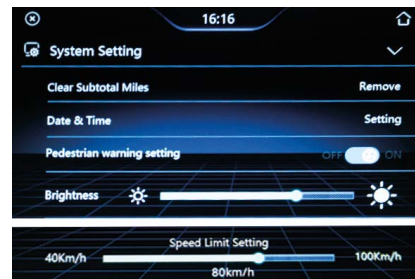 16:16
System Setting
Clear Subtotal Miles Remove
Date & Time Setting
Pedestrian warning setting OFF ON
Brightness
Speed Limit Setting
40Km/h 100Km/h
80km/h